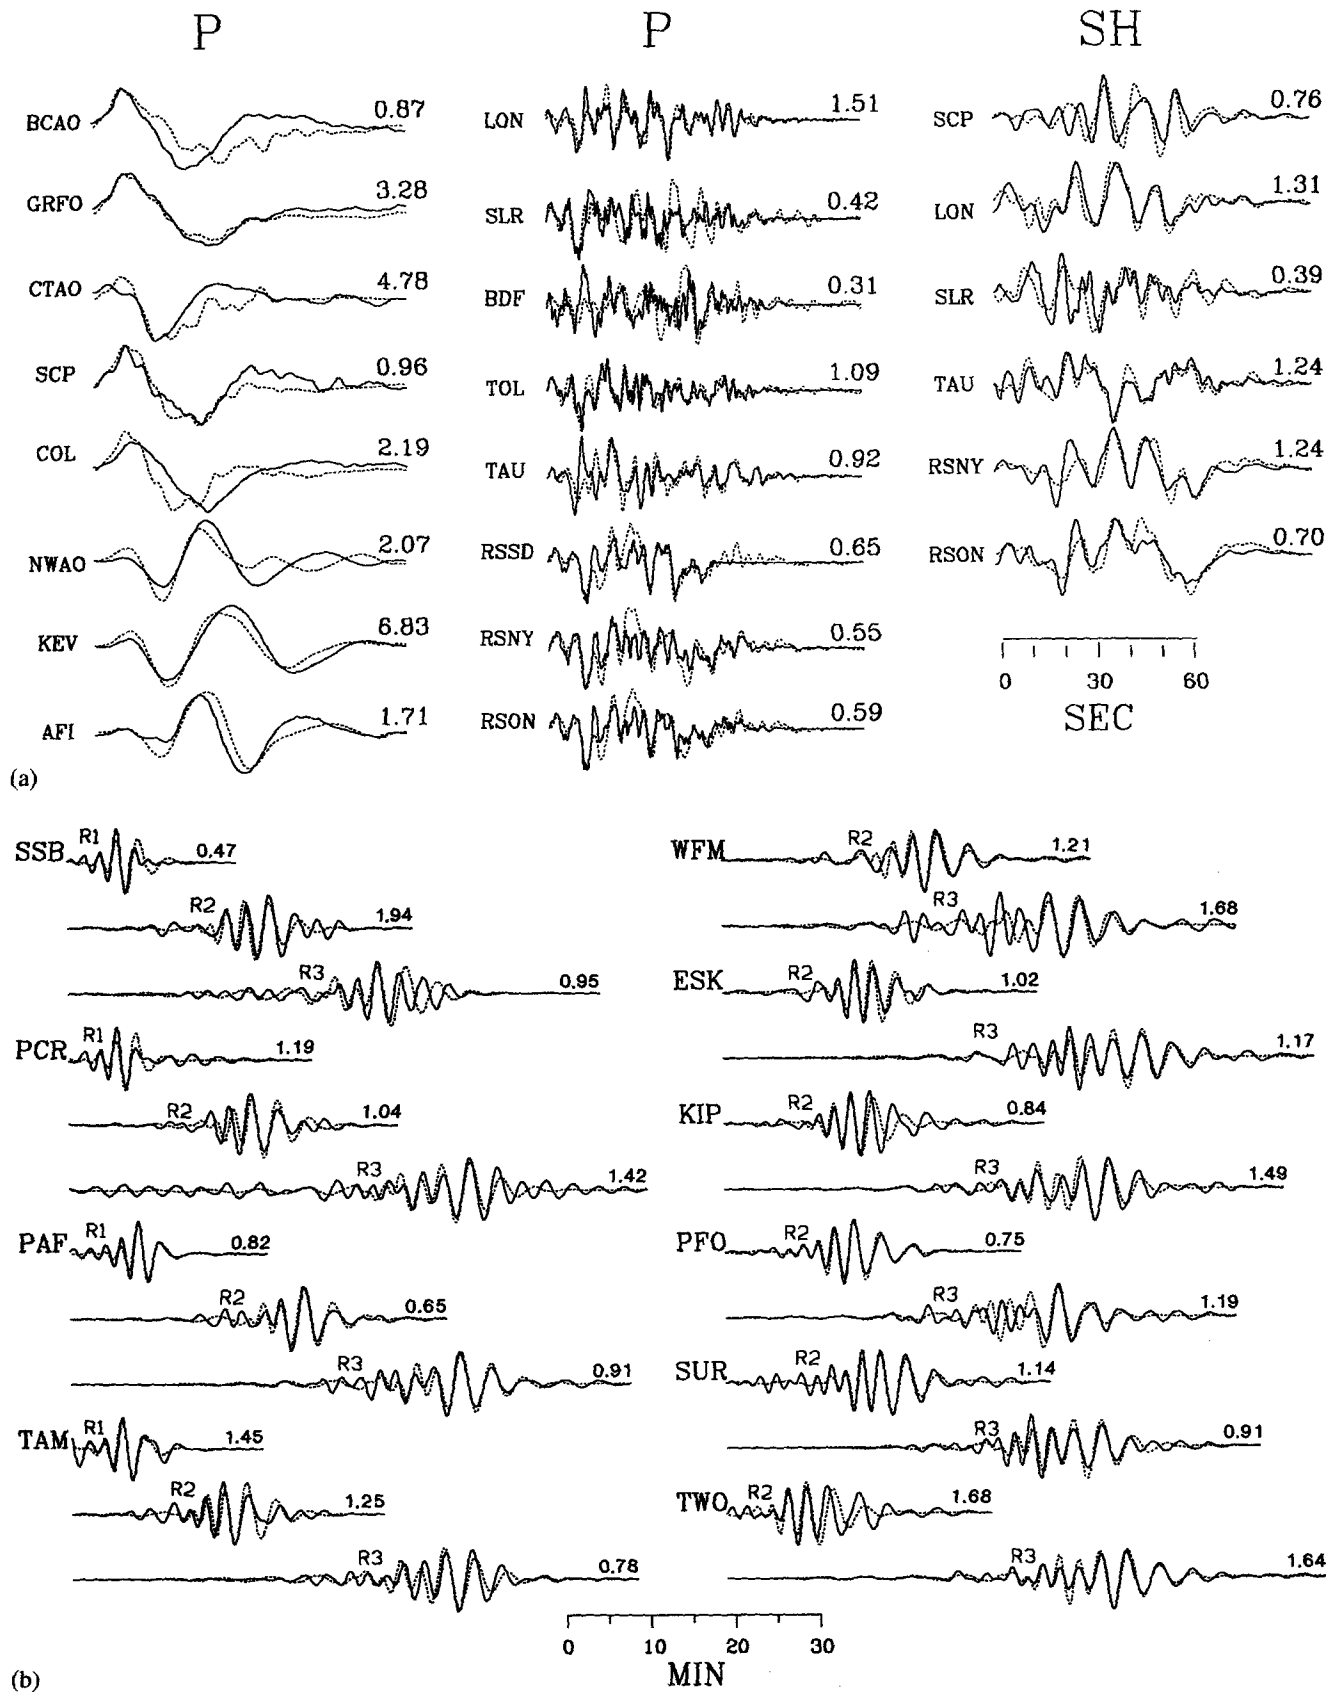 P
BCAO 0.87
GRFO 3.28
CTAO 4.78
SCP 0.96
COL 2.19
NWAO 2.07
KEV 6.83
AFI 1.71
P
LON 1.51
SLR 0.42
BDF 0.31
TOL 1.09
TAU 0.92
RSSD 0.65
RSNY 0.55
RSON 0.59
SH
SCP 0.76
LON 1.31
SLR 0.39
TAU 1.24
RSNY 1.24
RSON 0.70
0 30 60
SEC
(a)
SSB R1 0.47
R2 1.94
R3 0.95
PCR R1 1.19
R2 1.04
R3 1.42
PAF R1 0.82
R2 0.65
R3 0.91
TAM R1 1.45
R2 1.25
R3 0.78
WFM R2 1.21
R3 1.68
ESK R2 1.02
R3 1.17
KIP R2 0.84
R3 1.49
PFO R2 0.75
R3 1.19
SUR R2 1.14
R3 0.91
TWO R2 1.68
R3 1.64
0 10 20 30
MIN
(b)